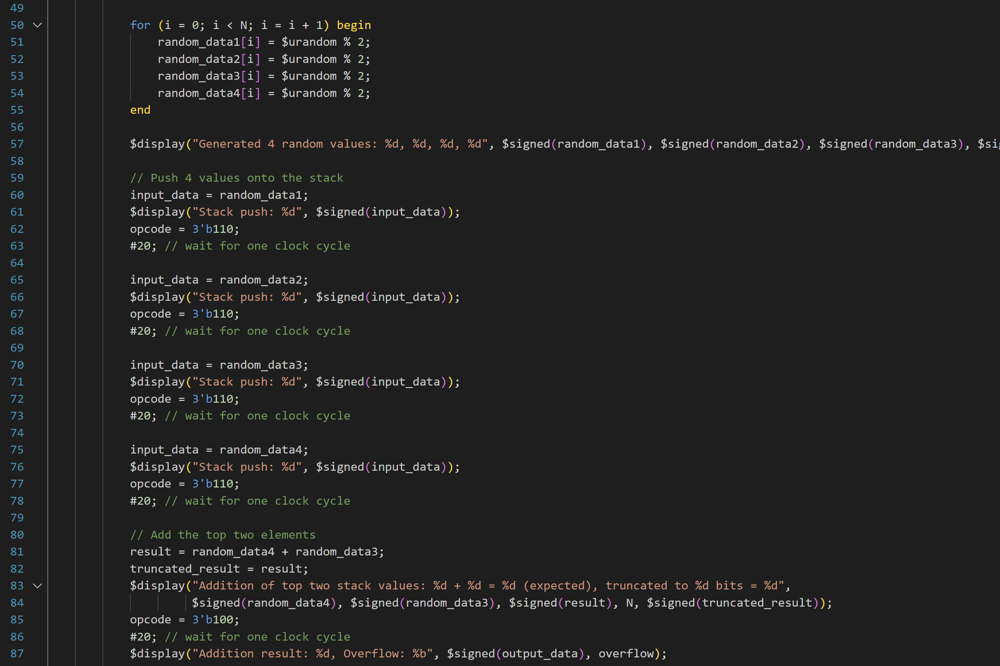 49
50 for (i = 0; i < N; i = i + 1) begin
51 random_data1[i] = $urandom % 2;
52 random_data2[i] = $urandom % 2;
53 random_data3[i] = $urandom % 2;
54 random_data4[i] = $urandom % 2;
55 end
56
57 $display("Generated 4 random values: %d, %d, %d, %d", $signed(random_data1), $signed(random_data2), $signed(random_data3), $si
58
59 // Push 4 values onto the stack
60 input_data = random_data1;
61 $display("Stack push: %d", $signed(input_data));
62 opcode = 3'b110;
63 #20; // wait for one clock cycle
64
65 input_data = random_data2;
66 $display("Stack push: %d", $signed(input_data));
67 opcode = 3'b110;
68 #20; // wait for one clock cycle
69
70 input_data = random_data3;
71 $display("Stack push: %d", $signed(input_data));
72 opcode = 3'b110;
73 #20; // wait for one clock cycle
74
75 input_data = random_data4;
76 $display("Stack push: %d", $signed(input_data));
77 opcode = 3'b110;
78 #20; // wait for one clock cycle
79
80 // Add the top two elements
81 result = random_data4 + random_data3;
82 truncated_result = result;
83 $display("Addition of top two stack values: %d + %d = %d (expected), truncated to %d bits = %d",
84 $signed(random_data4), $signed(random_data3), $signed(result), N, $signed(truncated_result));
85 opcode = 3'b100;
86 #20; // wait for one clock cycle
87 $display("Addition result: %d, Overflow: %b", $signed(output_data), overflow);